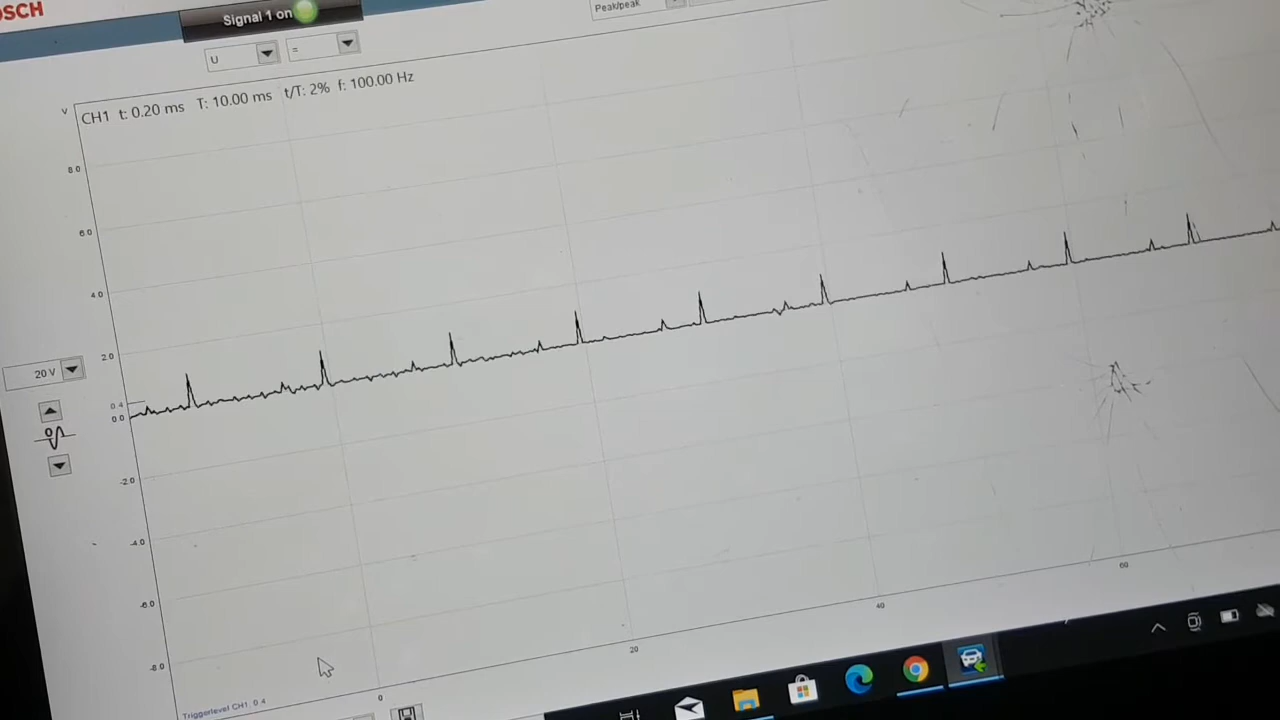 OSCH
Signal 1 on
Peak/peak
U
=
V
CH1 t: 0.20 ms T: 10.00 ms t/T: 2% f: 100.00 Hz
8.0
6.0
4.0
2.0
20 V
0.4
0.0
-2.0
-4.0
-6.0
-8.0
Triggerlevel CH1, 0.4
0
20
40
60